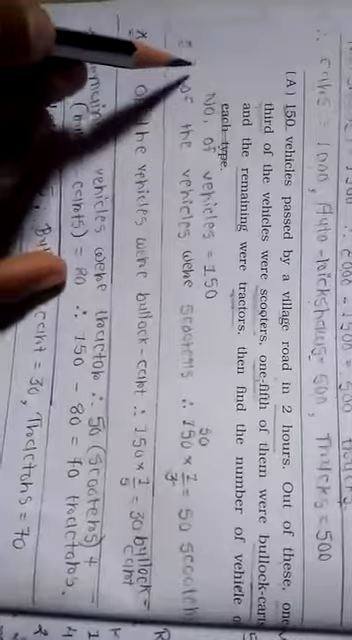 ∴ cars = 1000, Auto-rickshaws = 500, Trucks = 500
(A) 150 vehicles passed by a village road in 2 hours. Out of these, one
third of the vehicles were scooters, one-fifth of them were bullock-carts
and the remaining were tractors. then find the number of vehicle o
each type.
No. of vehicles = 150
of the vehicles were scooters ∴ 150 × 1/3 = 50 scooter
50
of the vehicles were bullock-cart ∴ 150 × 1/5 = 30 bullock-
cart
vehicles were tractor ∴ 50 (scooters) +
carts) = 80 ∴ 150 - 80 = 70 tractors.
cart = 30, Tractors = 70